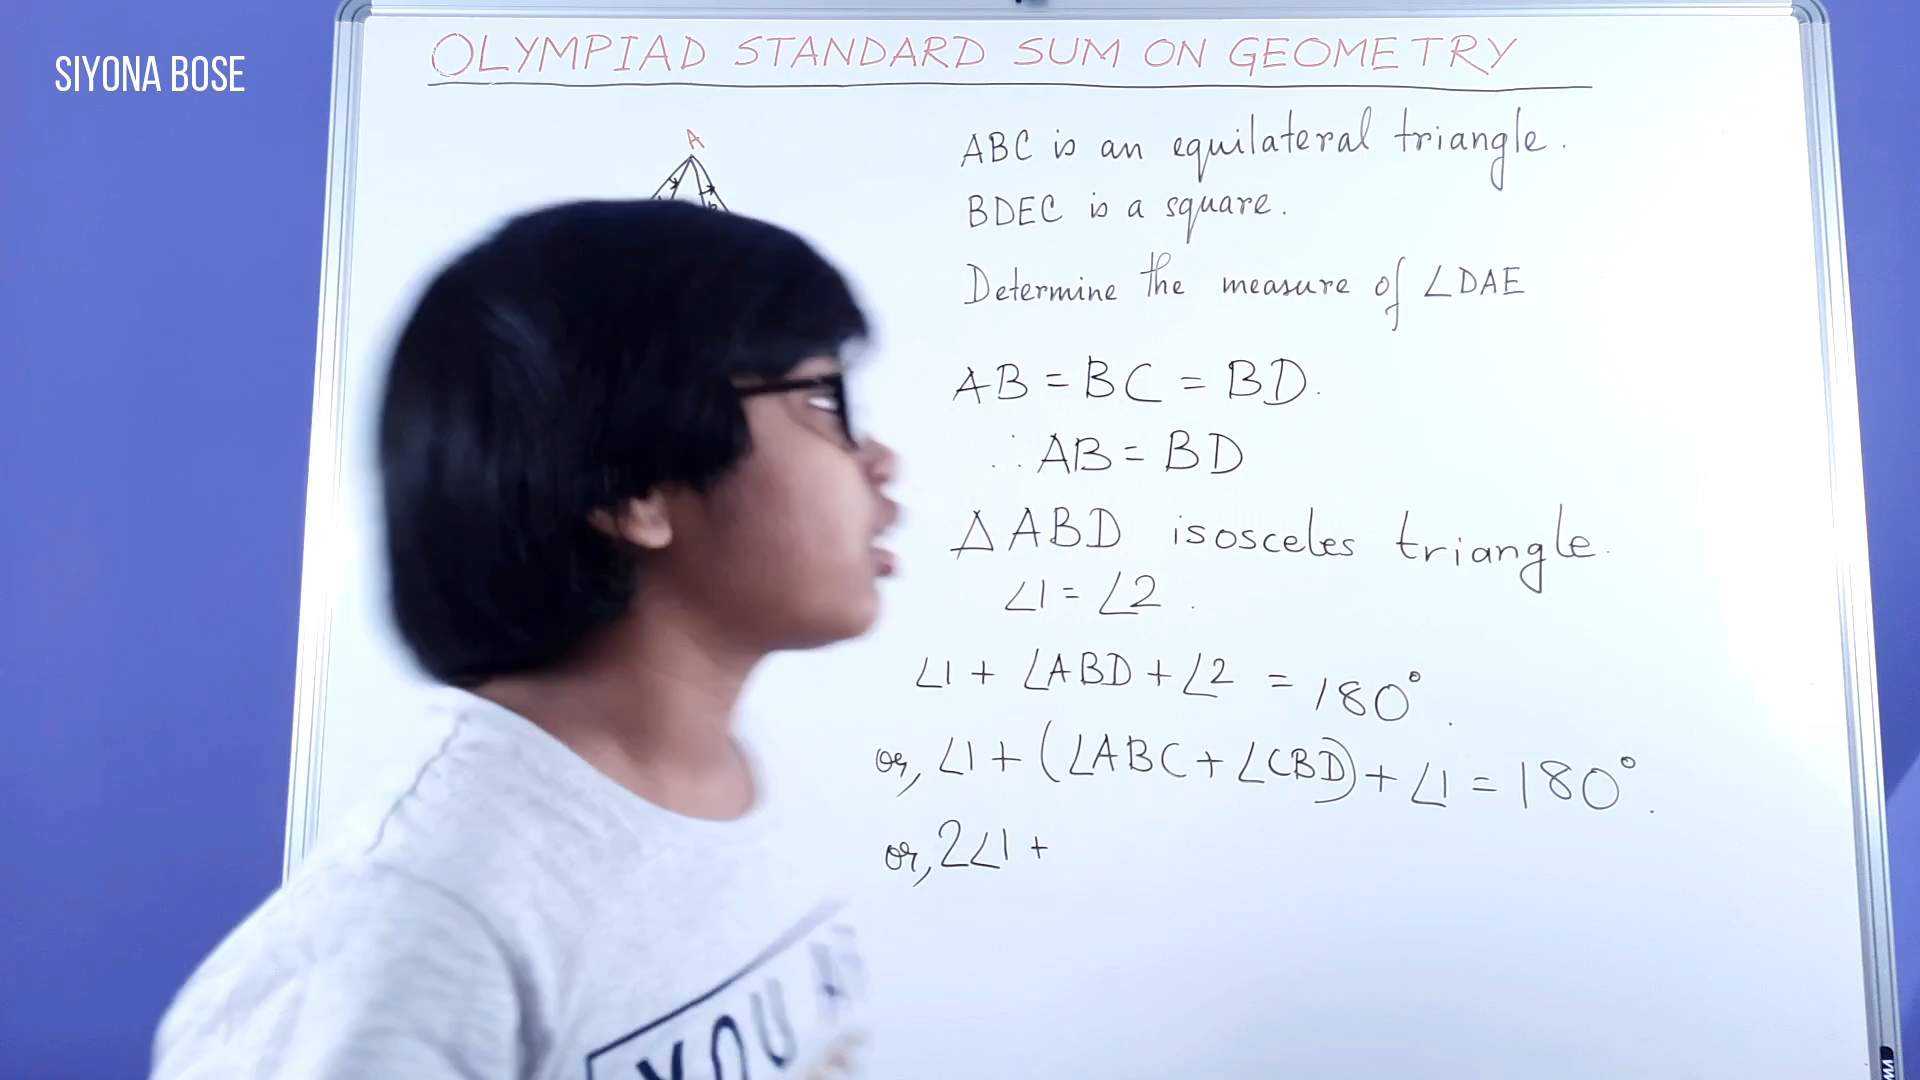 SIYONA BOSE
OLYMPIAD STANDARD SUM ON GEOMETRY
A
ABC is an equilateral triangle.
BDEC is a square.
Determine the measure of ∠DAE
AB = BC = BD.
∴ AB = BD
△ABD isosceles triangle.
∠1 = ∠2.
∠1 + ∠ABD + ∠2 = 180°.
or, ∠1 + (∠ABC + ∠CBD) + ∠1 = 180°.
or, 2∠1 +
YOU